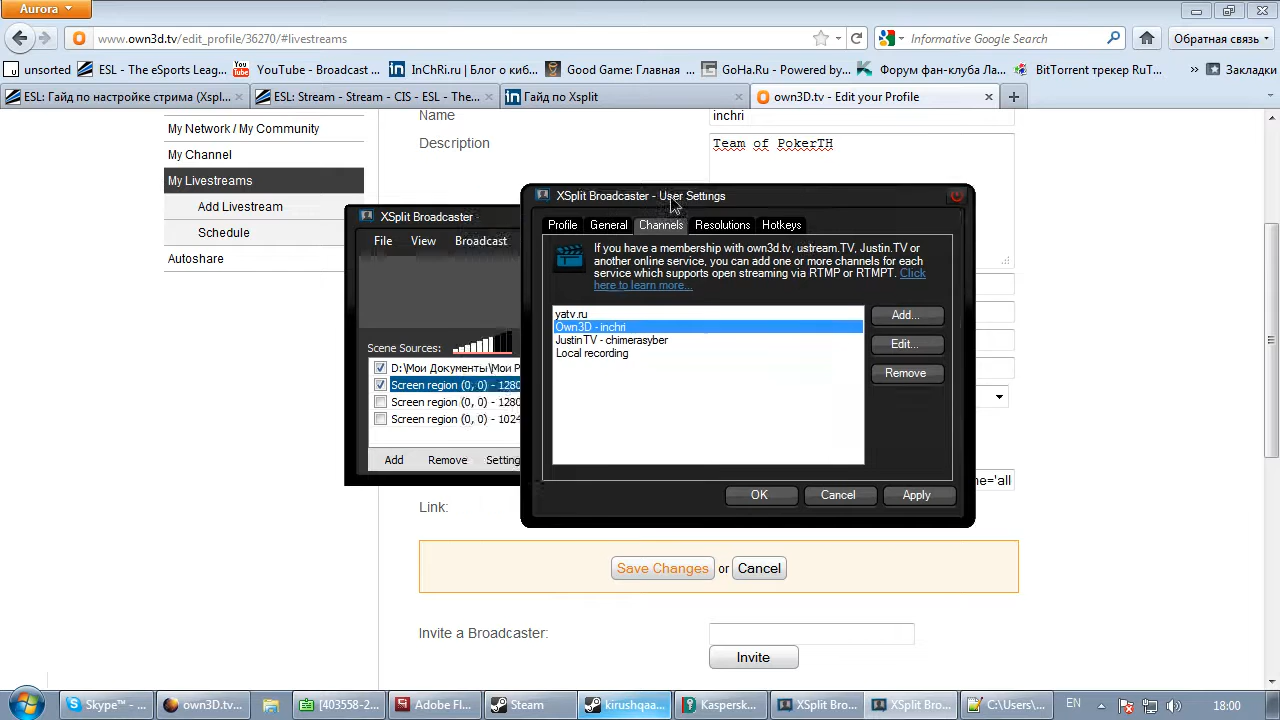 Aurora
www.own3d.tv/edit_profile/36270/#livestreams
Informative Google Search
Обратная связь
unsorted
ESL - The eSports Leag...
YouTube - Broadcast ...
InChRi.ru | Блог о киб...
Good Game: Главная ...
GoHa.Ru - Powered by...
Форум фан-клуба Ла...
BitTorrent трекер RuT...
»
Закладки
ESL: Гайд по настройке стрима (Xspl...
ESL: Stream - Stream - CIS - ESL - The...
Гайд по Xsplit
own3D.tv - Edit your Profile
My Network / My Community
My Channel
My Livestreams
Add Livestream
Schedule
Autoshare
Name
inchri
Description
Team of PokerTH
XSplit Broadcaster
File View Broadcast
Scene Sources:
D:\Мои Документы\Мои Р
Screen region (0, 0) - 1280
Screen region (0, 0) - 1280
Screen region (0, 0) - 1024
Add Remove Setting
XSplit Broadcaster - User Settings
Profile General Channels Resolutions Hotkeys
If you have a membership with own3d.tv, ustream.TV, Justin.TV or
another online service, you can add one or more channels for each
service which supports open streaming via RTMP or RTMPT. Click
here to learn more...
yatv.ru
Own3D - inchri
JustinTV - chimerasyber
Local recording
Add...
Edit...
Remove
OK Cancel Apply
me='all
Link:
Save Changes or Cancel
Invite a Broadcaster:
Invite
Skype™ - ...
own3D.tv...
[403558-2...
Adobe Fl...
Steam
kirushqaa...
Kaspersk...
XSplit Bro...
XSplit Bro...
C:\Users\...
EN
18:00